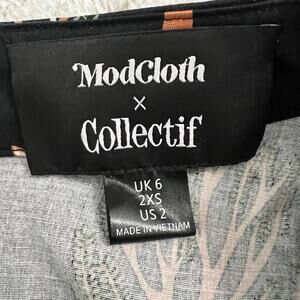 ModCloth
×
Collectif
UK 6
2XS
US 2
MADE IN VIETNAM